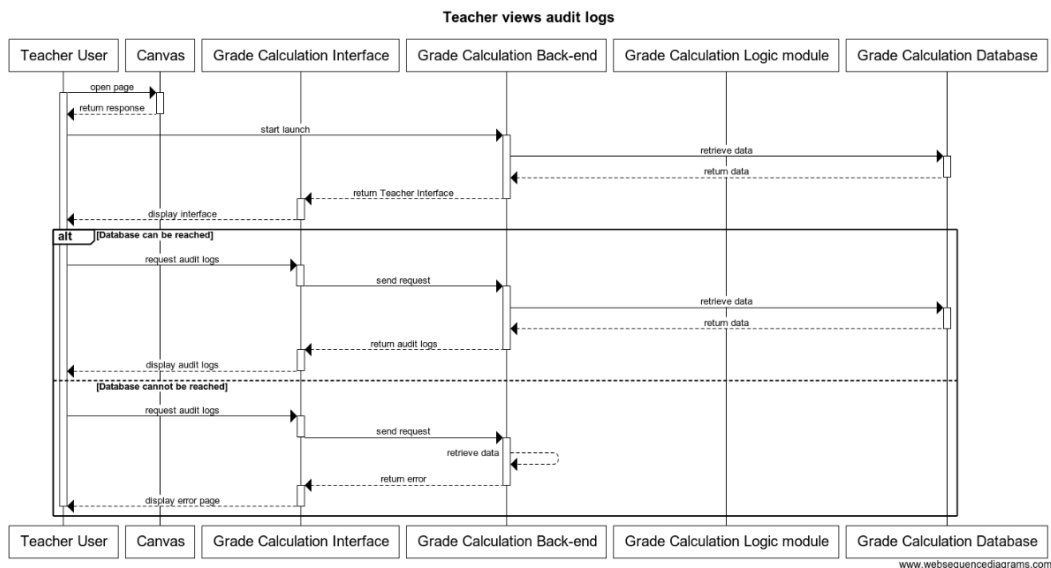 Teacher views audit logs
Teacher User Canvas Grade Calculation Interface Grade Calculation Back-end Grade Calculation Logic module Grade Calculation Database
open page
return response
start launch
retrieve data
return data
return Teacher Interface
display interface
alt [Database can be reached]
request audit logs
send request
retrieve data
return data
return audit logs
display audit logs
[Database cannot be reached]
request audit logs
send request
retrieve data
return error
display error page
Teacher User Canvas Grade Calculation Interface Grade Calculation Back-end Grade Calculation Logic module Grade Calculation Database
www.websequencediagrams.com